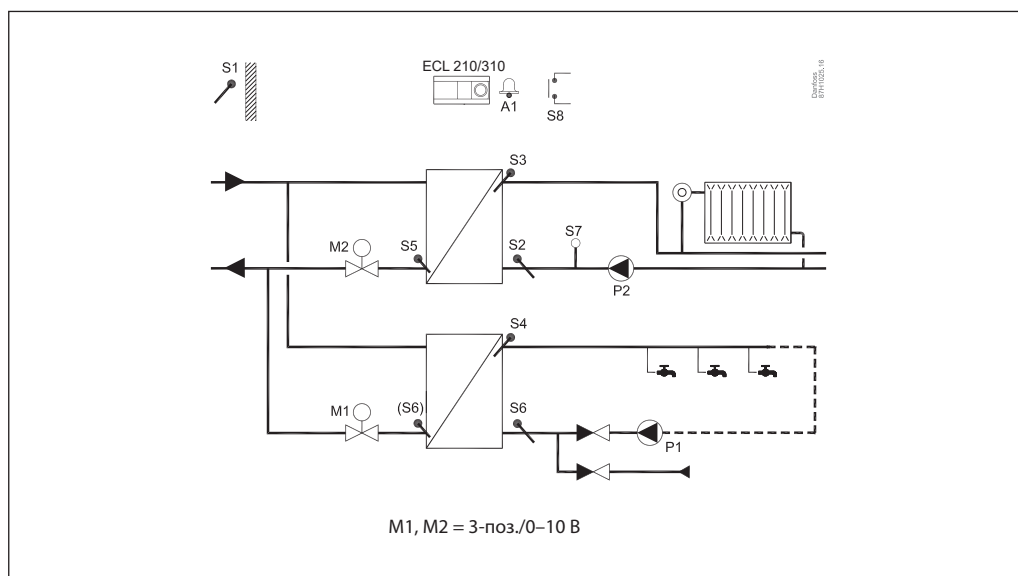 S1
ECL 210/310
A1
S8
Danfoss
87H1025.16
S3
M2
S5
S2
S7
P2
S4
M1
(S6)
S6
P1
M1, M2 = 3-поз./0–10 В